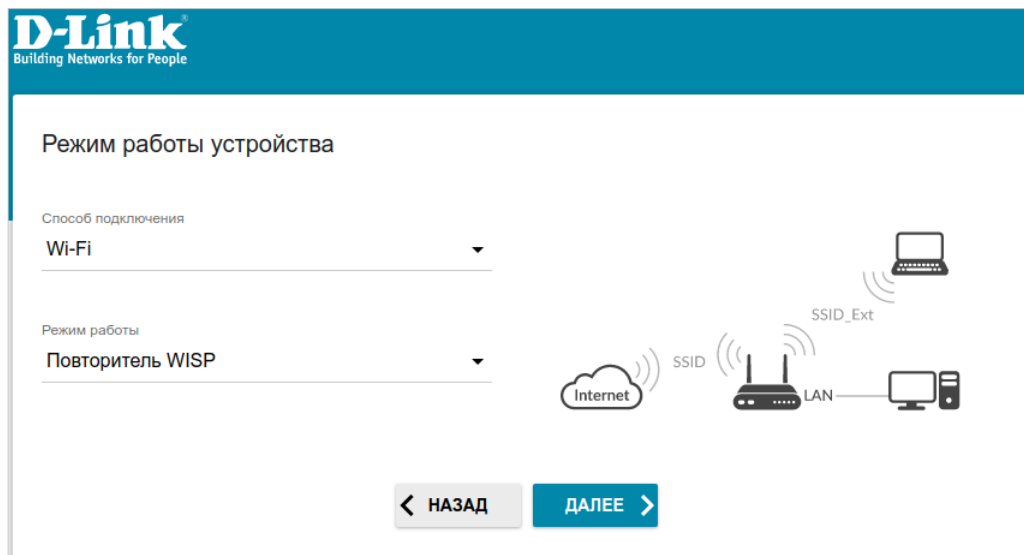 D-Link®
Building Networks for People
Режим работы устройства
Способ подключения
Wi-Fi
Режим работы
Повторитель WISP
SSID_Ext
SSID
Internet
LAN
НАЗАД
ДАЛЕЕ